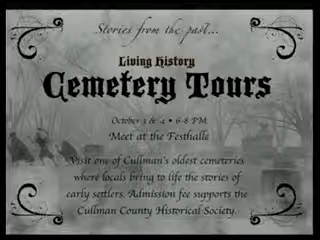 Stories from the past...
Living History
Cemetery Tours
October 3 & 4 • 6-8 PM
Meet at the Festhalle
Visit one of Cullman's oldest cemeteries
where locals bring to life the stories of
early settlers. Admission fee supports the
Cullman County Historical Society.